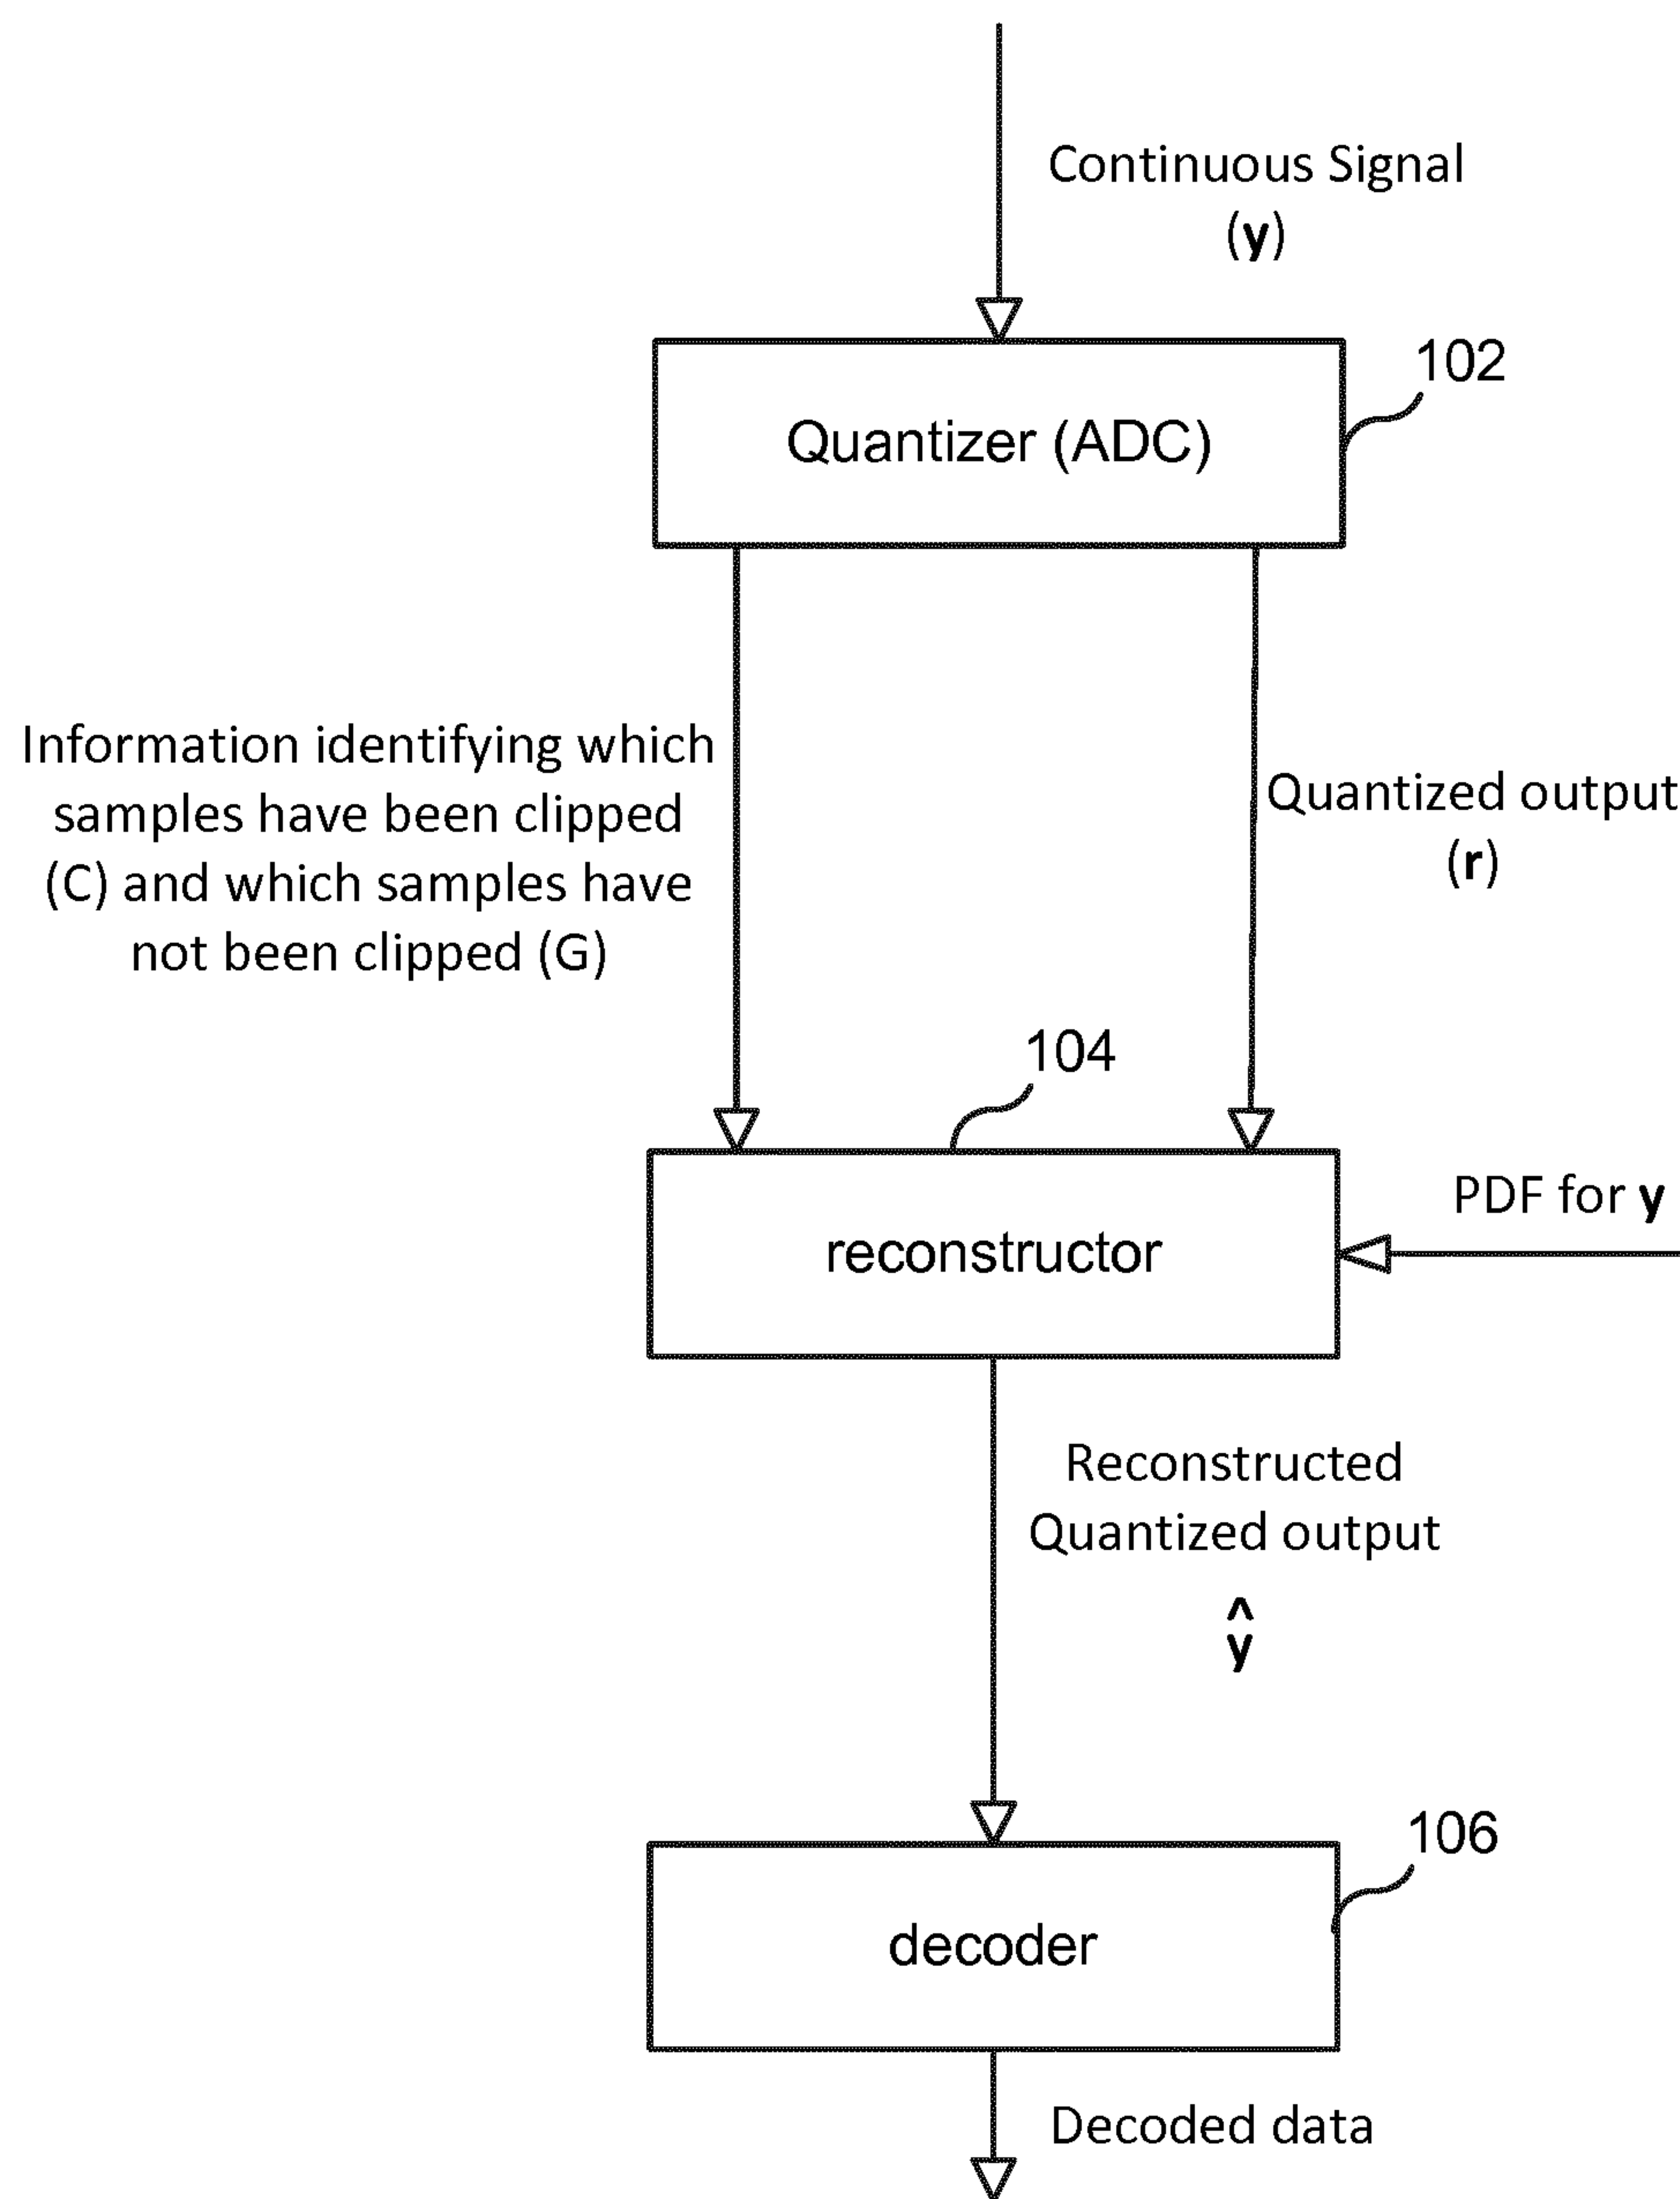 Continuous Signal
(y)
102
Quantizer (ADC)
Information identifying which
samples have been clipped
(C) and which samples have
not been clipped (G)
Quantized output
(r)
104
PDF for y
reconstructor
Reconstructed
Quantized output
ŷ
106
decoder
Decoded data